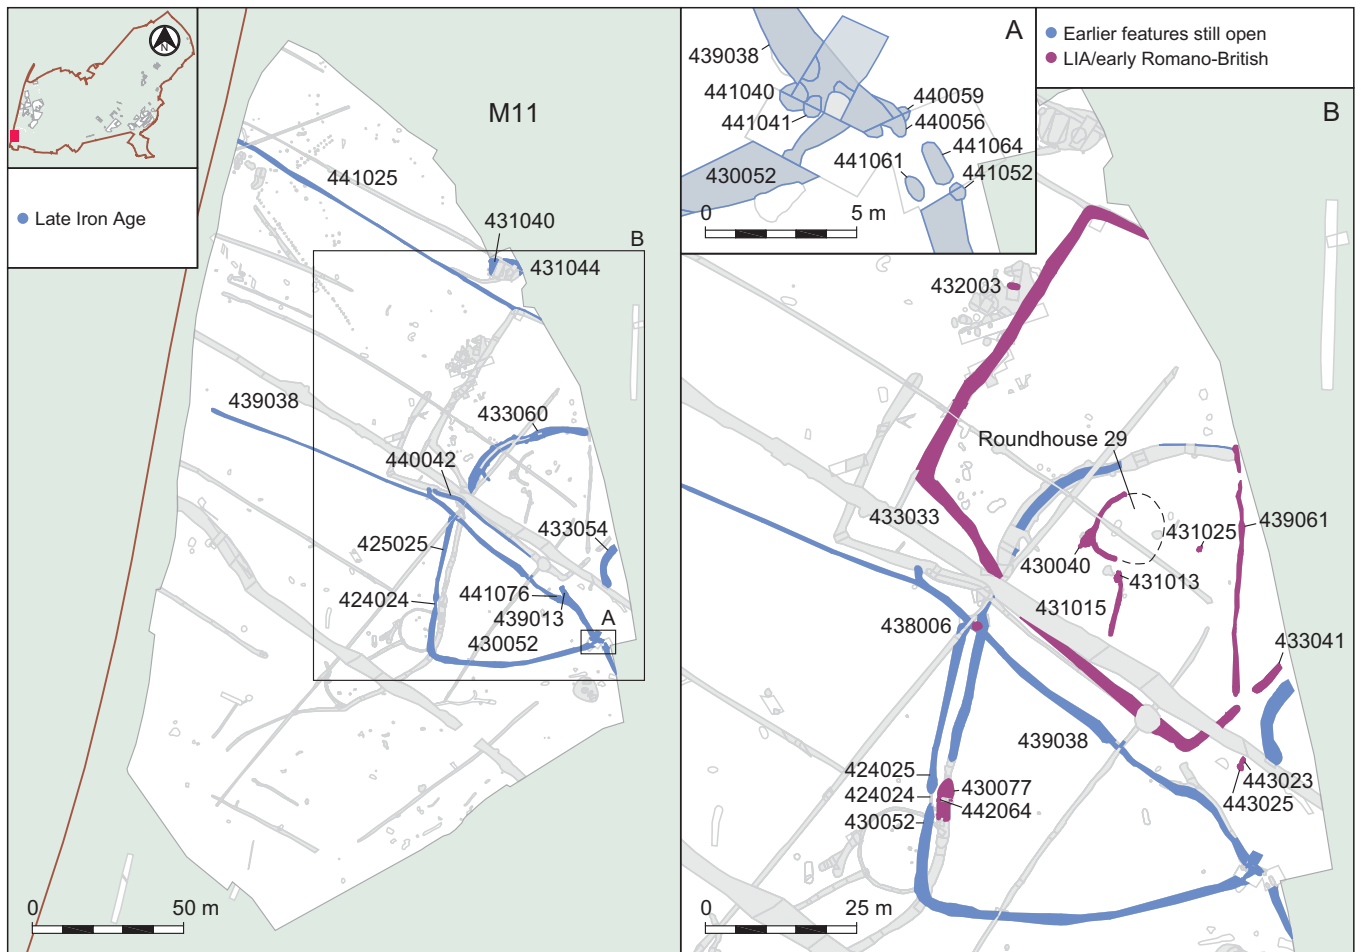 N
Late Iron Age
M11
441025
431040
B
431044
439038
433060
440042
433054
425025
424024
441076
439013
A
430052
0 50 m
A
439038
441040
441041
440059
440056
441064
441061
441052
430052
0 5 m
Earlier features still open
LIA/early Romano-British
B
432003
Roundhouse 29
433033
439061
431025
430040
431013
431015
438006
433041
439038
424025
424024
430052
430077
442064
443023
443025
0 25 m